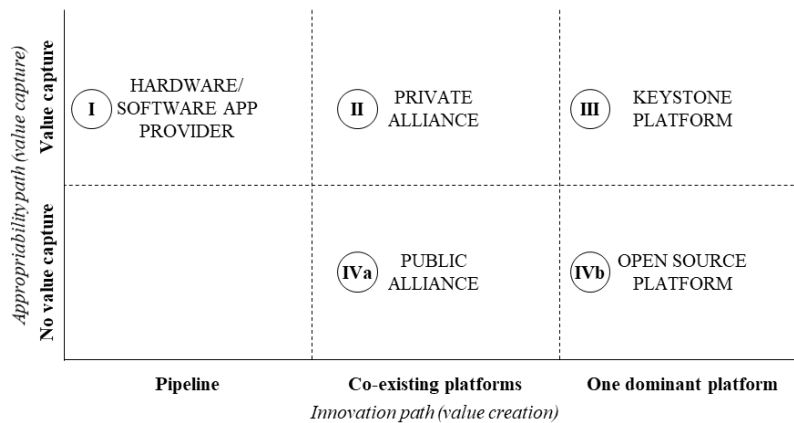 Appropriability path (value capture)
Value capture
No value capture
I
HARDWARE/
SOFTWARE APP
PROVIDER
II
PRIVATE
ALLIANCE
III
KEYSTONE
PLATFORM
IVa
PUBLIC
ALLIANCE
IVb
OPEN SOURCE
PLATFORM
Pipeline
Co-existing platforms
One dominant platform
Innovation path (value creation)